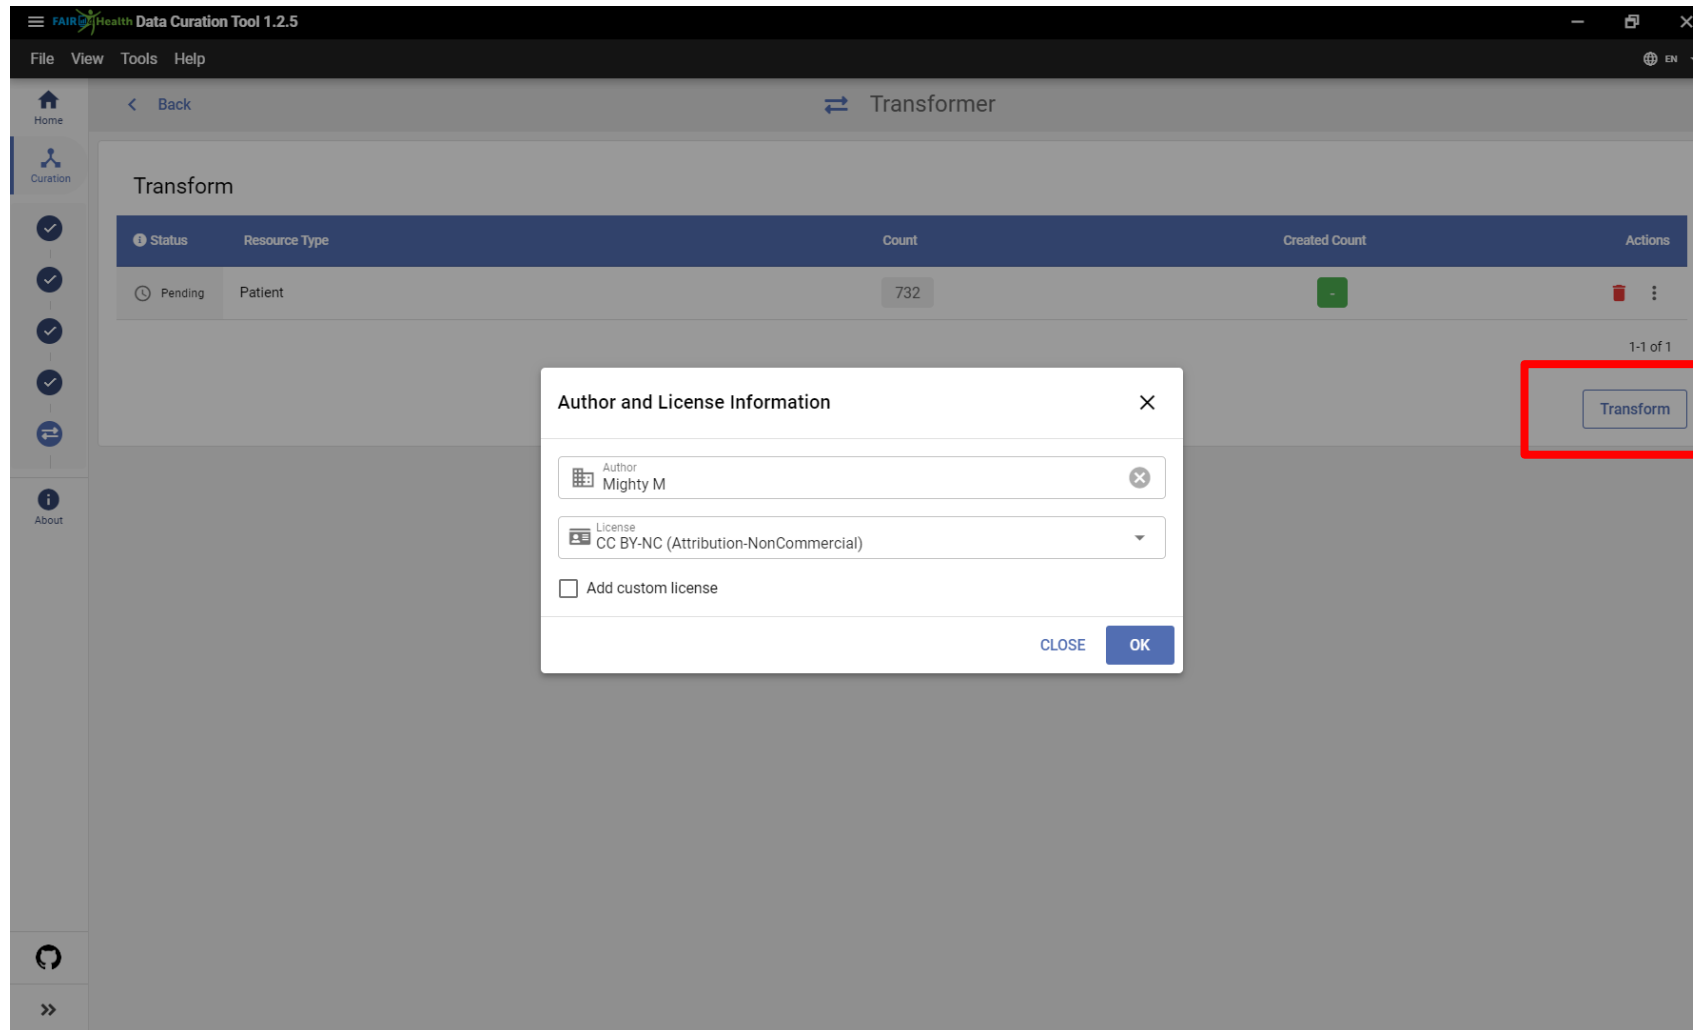 FAIR4Health Data Curation Tool 1.2.5
File View Tools Help
EN
Home
Back
Transformer
Curation
Transform
Status Resource Type Count Created Count Actions
Pending Patient 732 -
1-1 of 1
Transform
Author and License Information
Author
Mighty M
License
CC BY-NC (Attribution-NonCommercial)
Add custom license
CLOSE OK
About